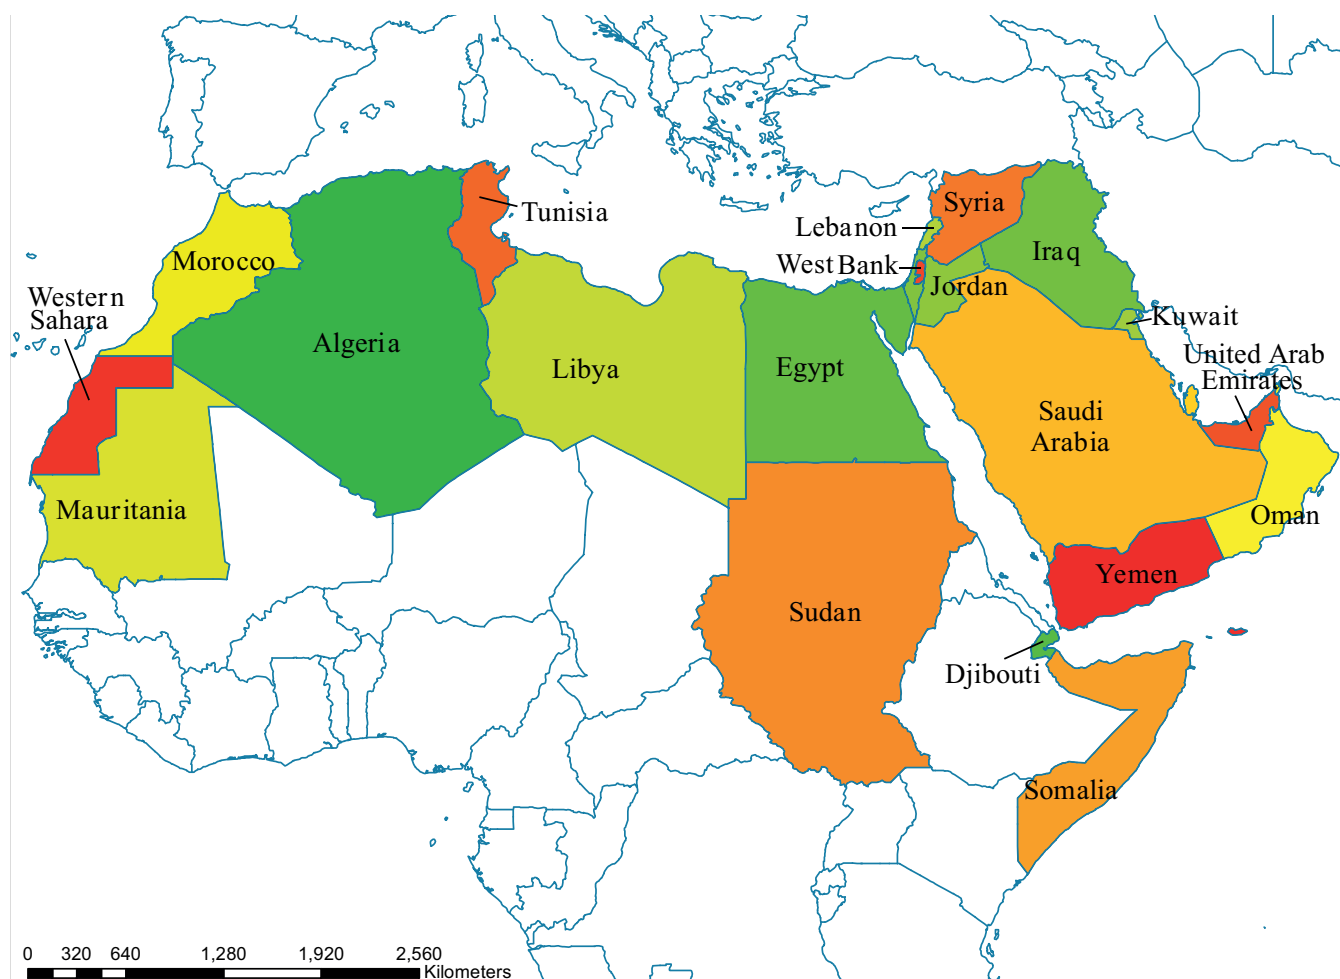 Tunisia
Syria
Lebanon
Iraq
West Bank
Morocco
Jordan
Western
Sahara
Kuwait
Algeria
United Arab
Emirates
Libya
Egypt
Saudi
Arabia
Mauritania
Oman
Yemen
Sudan
Djibouti
Somalia
0 320 640 1,280 1,920 2,560
Kilometers